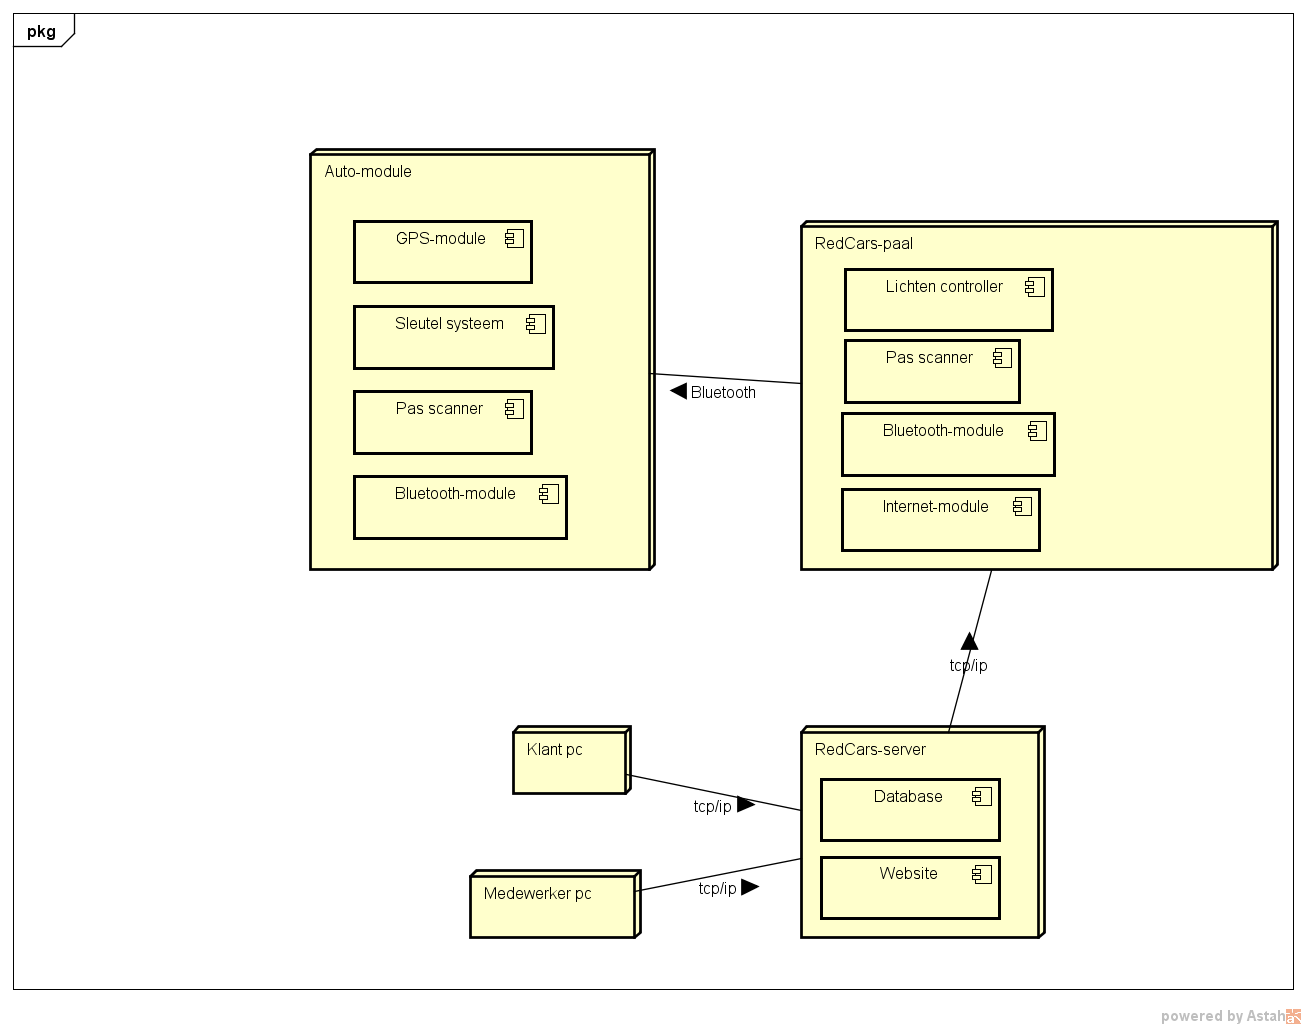 pkg
Auto-module
GPS-module
Sleutel systeem
Pas scanner
Bluetooth-module
RedCars-paal
Lichten controller
Pas scanner
Bluetooth-module
Internet-module
Bluetooth
tcp/ip
Klant pc
tcp/ip
Medewerker pc
tcp/ip
RedCars-server
Database
Website
powered by Astah